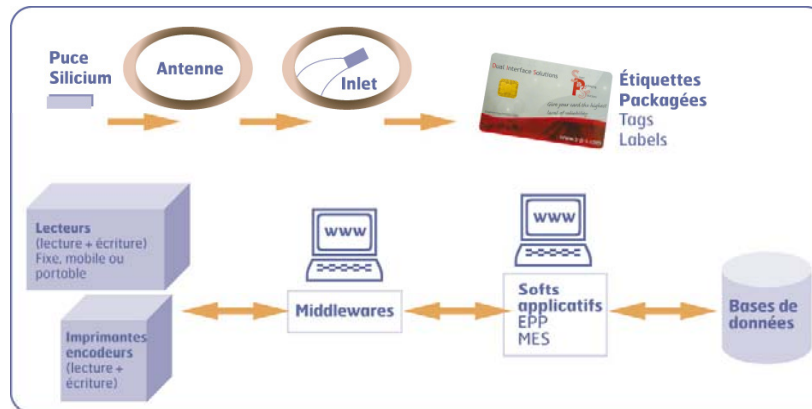 Puce
Silicium
Antenne
Inlet
Dual Interface Solutions
Étiquettes
Packagées
Tags
Labels
Lecteurs
(lecture + écriture)
Fixe, mobile ou
portable
Imprimantes
encodeurs
(lecture +
écriture)
www
Middlewares
www
Softs
applicatifs
EPP
MES
Bases de
données